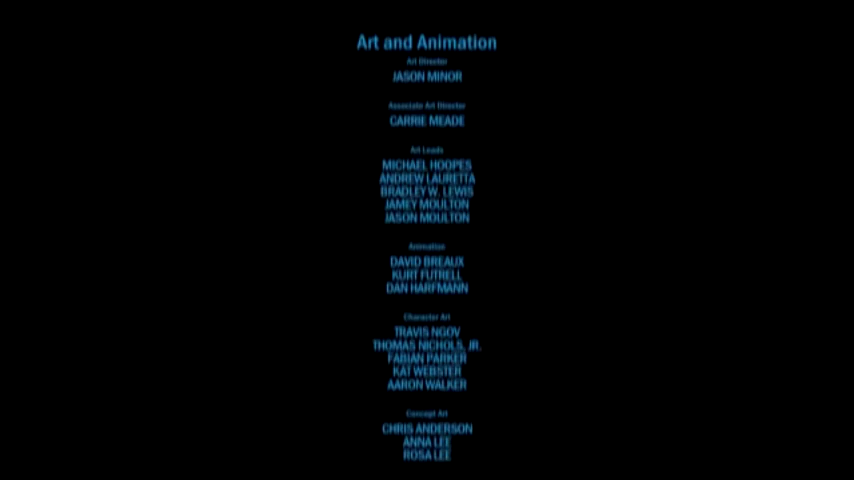 Art and Animation
Art Director
JASON MINOR
Associate Art Director
CARRIE MEADE
Art Leads
MICHAEL HOOPES
ANDREW LAURETTA
BRADLEY W. LEWIS
JAMEY MOULTON
JASON MOULTON
Animation
DAVID BREAUX
KURT FUTRELL
DAN HARFMANN
Character Art
TRAVIS NGOV
THOMAS NICHOLS, JR.
FABIAN PARKER
KAT WEBSTER
AARON WALKER
Concept Art
CHRIS ANDERSON
ANNA LEE
ROSA LEE